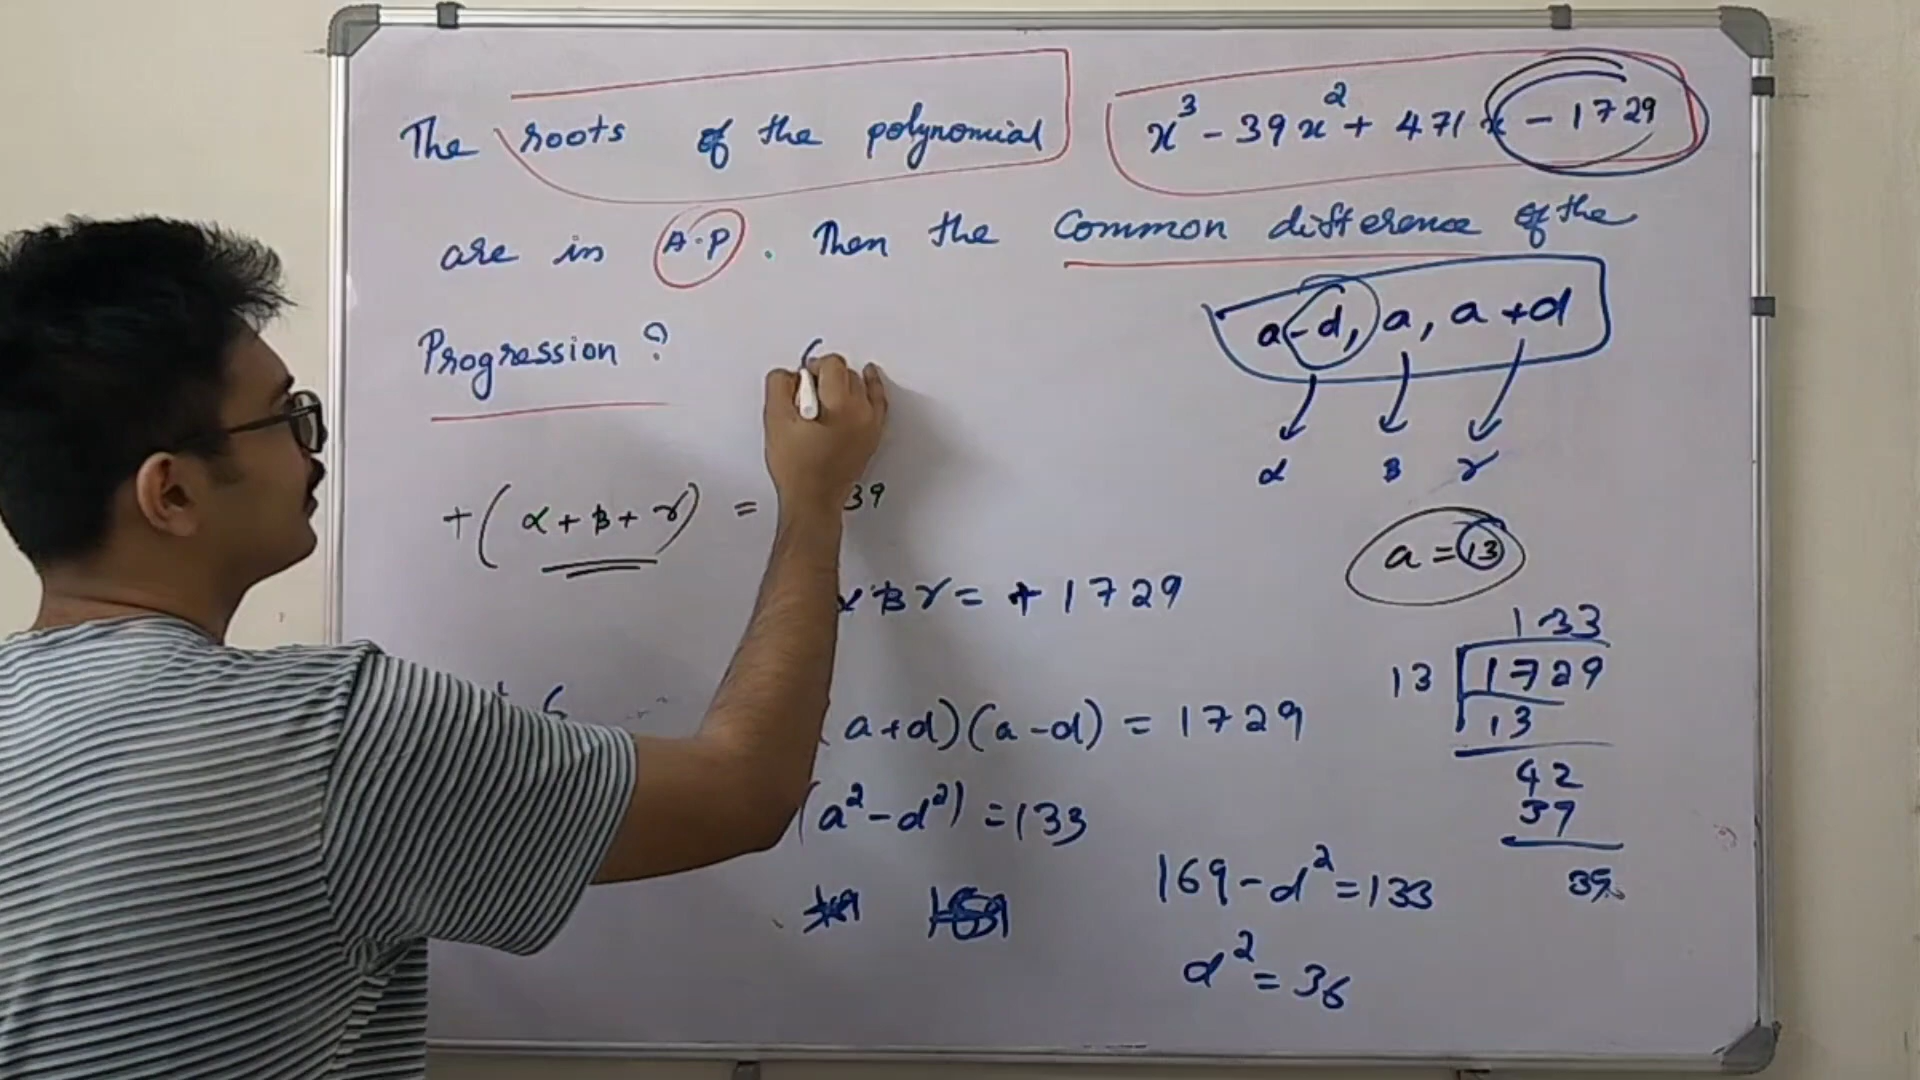 The roots of the polynomial x³ - 39x² + 471x - 1729
are in A.P. Then the Common difference of the
Progression ?
a-d, a, a+d
α β γ
+(α+β+γ) = 39
a = 13
αβγ = +1729
133
13 1729
13
(a+d)(a-d) = 1729
42
39
(a²-d²) = 133
169-d² = 133
39
d² = 36